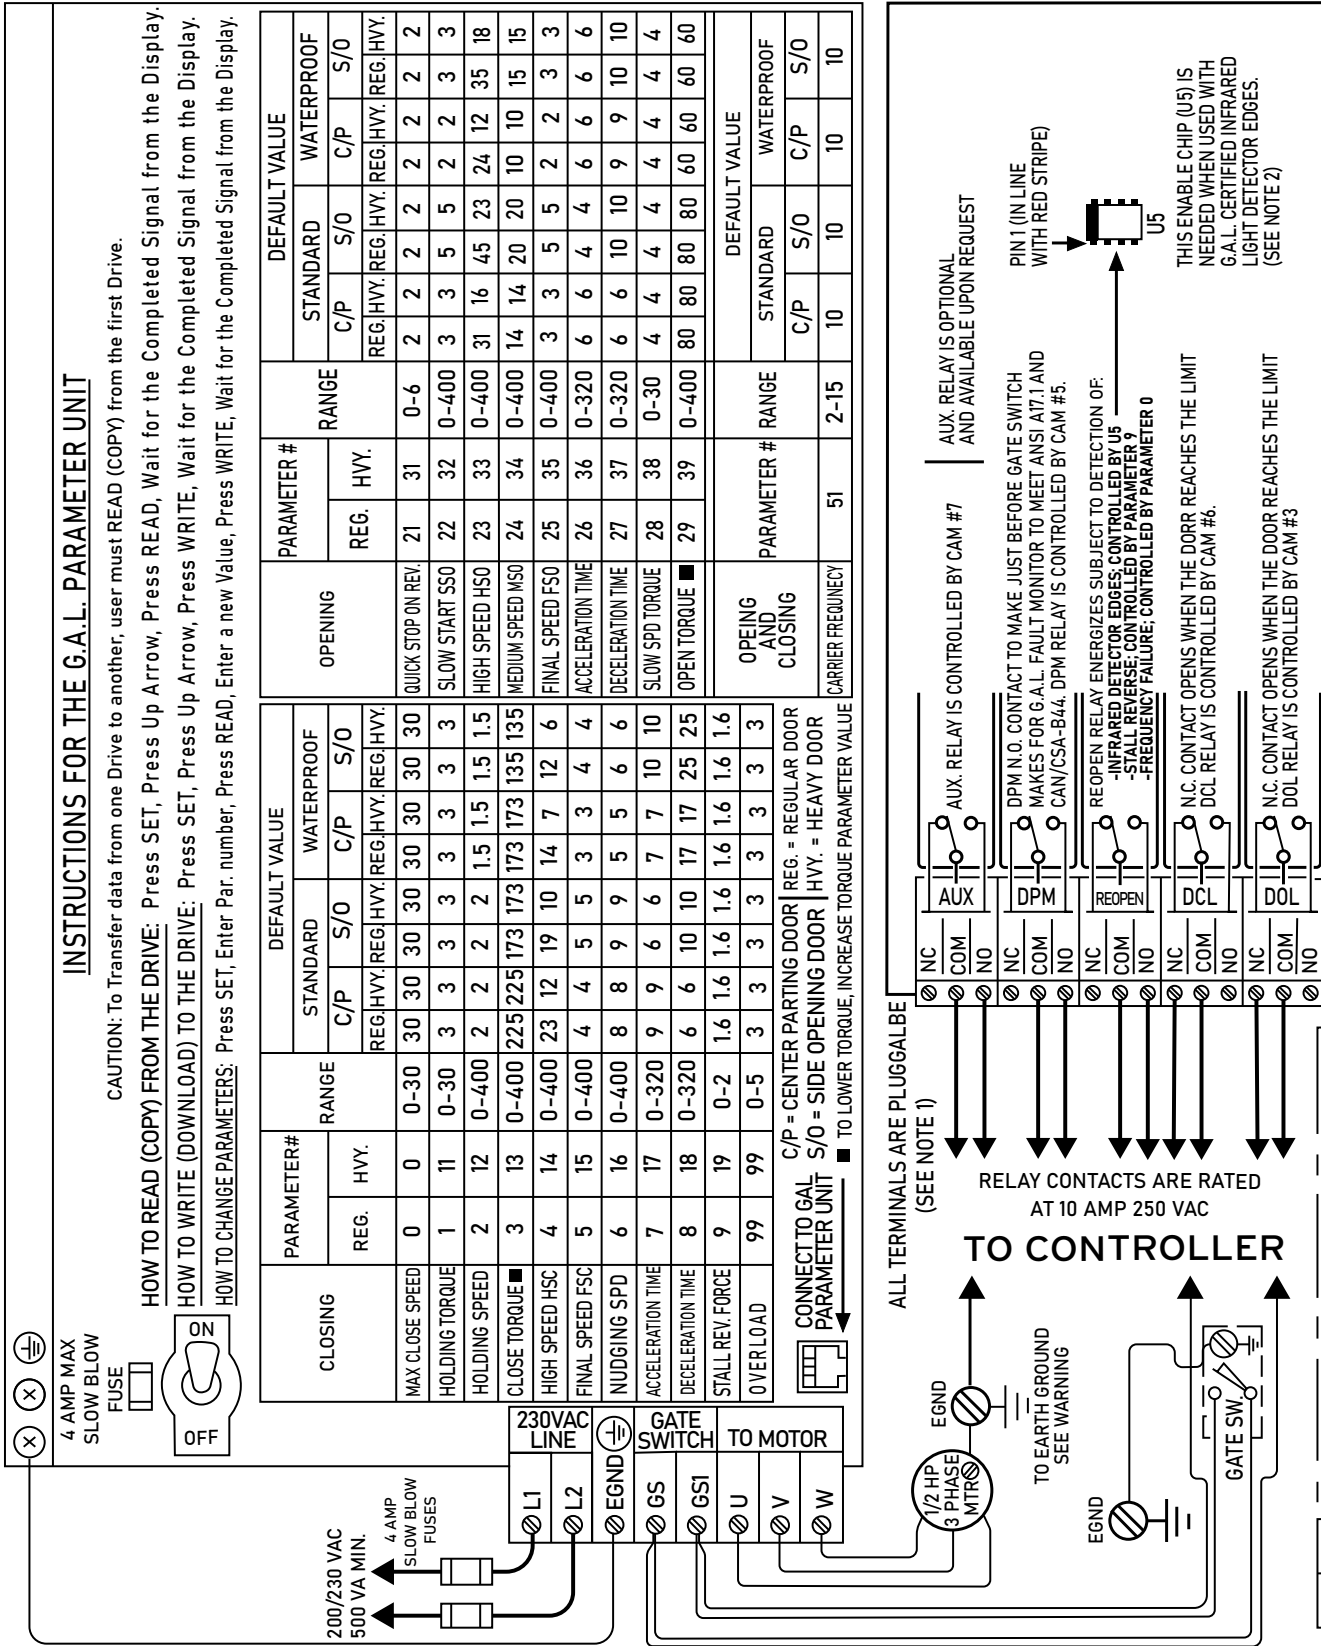 INSTRUCTIONS FOR THE G.A.L. PARAMETER UNIT
CAUTION: To Transfer data from one Drive to another, user must READ (COPY) from the first Drive.
HOW TO READ (COPY) FROM THE DRIVE: Press SET, Press Up Arrow, Press READ, Wait for the Completed Signal from the Display.
HOW TO WRITE (DOWNLOAD) TO THE DRIVE: Press SET, Press Up Arrow, Press WRITE, Wait for the Completed Signal from the Display.
HOW TO CHANGE PARAMETERS: Press SET, Enter Par. number, Press READ, Enter a new Value, Press WRITE, Wait for the Completed Signal from the Display.
X X
4 AMP MAX
SLOW BLOW
FUSE
ON
OFF
CLOSING PARAMETER# RANGE DEFAULT VALUE
STANDARD WATERPROOF
REG. HVY. C/P S/O C/P S/O
REG. HVY. REG. HVY. REG. HVY. REG. HVY.
MAX CLOSE SPEED 0 0 0-30 30 30 30 30 30 30 30 30
HOLDING TORQUE 1 11 0-30 3 3 3 3 3 3 3 3
HOLDING SPEED 2 12 0-400 2 2 2 2 1.5 1.5 1.5 1.5
CLOSE TORQUE ■ 3 13 0-400 225 225 173 173 173 173 135 135
HIGH SPEED HSC 4 14 0-400 23 12 19 10 14 7 12 6
FINAL SPEED FSC 5 15 0-400 4 4 5 5 3 3 4 4
NUDGING SPD 6 16 0-400 8 8 9 9 5 5 6 6
ACCELERATION TIME 7 17 0-320 9 9 6 6 7 7 10 10
DECELERATION TIME 8 18 0-320 6 6 10 10 17 17 25 25
STALL REV. FORCE 9 19 0-2 1.6 1.6 1.6 1.6 1.6 1.6 1.6 1.6
OVER LOAD 99 99 0-5 3 3 3 3 3 3 3 3
CONNECT TO GAL
PARAMETER UNIT
C/P = CENTER PARTING DOOR REG. = REGULAR DOOR
S/O = SIDE OPENING DOOR HVY. = HEAVY DOOR
■ TO LOWER TORQUE, INCREASE TORQUE PARAMETER VALUE
OPENING PARAMETER # RANGE DEFAULT VALUE
STANDARD WATERPROOF
REG. HVY. C/P S/O C/P S/O
REG. HVY. REG. HVY. REG. HVY. REG. HVY.
QUICK STOP ON REV. 21 31 0-6 2 2 2 2 2 2 2 2
SLOW START SSO 22 32 0-400 3 3 5 5 2 2 3 3
HIGH SPEED HSO 23 33 0-400 31 16 45 23 24 12 35 18
MEDIUM SPEED MSO 24 34 0-400 14 14 20 20 10 10 15 15
FINAL SPEED FSO 25 35 0-400 3 3 5 5 2 2 3 3
ACCELERATION TIME 26 36 0-320 6 6 4 4 6 6 6 6
DECELERATION TIME 27 37 0-320 6 6 10 10 9 9 10 10
SLOW SPD TORQUE 28 38 0-30 4 4 4 4 4 4 4 4
OPEN TORQUE ■ 29 39 0-400 80 80 80 80 60 60 60 60
OPEING
AND
CLOSING
PARAMETER # RANGE DEFAULT VALUE
STANDARD WATERPROOF
C/P S/O C/P S/O
CARRIER FREQUNECY 51 2-15 10 10 10 10
200/230 VAC
500 VA MIN.
4 AMP
SLOW BLOW
FUSES
230VAC
LINE
GATE
SWITCH
TO MOTOR
L1
L2
EGND
GS
GS1
U
V
W
1/2 HP
3 PHASE
MTR
EGND
TO EARTH GROUND
SEE WARNING
EGND
GATE SW.
ALL TERMINALS ARE PLUGGALBE
(SEE NOTE 1)
RELAY CONTACTS ARE RATED
AT 10 AMP 250 VAC
TO CONTROLLER
NC
COM
NO
AUX
AUX. RELAY IS CONTROLLED BY CAM #7
AUX. RELAY IS OPTIONAL
AND AVAILABLE UPON REQUEST
NC
COM
NO
DPM
DPM N.O. CONTACT TO MAKE JUST BEFORE GATE SWITCH
MAKES FOR G.A.L. FAULT MONITOR TO MEET ANSI A17.1 AND
CAN/CSA-B44. DPM RELAY IS CONTROLLED BY CAM #5.
NC
COM
NO
REOPEN
REOPEN RELAY ENERGIZES SUBJECT TO DETECTION OF:
-INFRARED DETECTOR EDGES; CONTROLLED BY U5
-STALL REVERSE; CONTROLLED BY PARAMETER 9
-FREQUENCY FAILURE; CONTROLLED BY PARAMETER 0
PIN 1 (IN LINE
WITH RED STRIPE)
U5
THIS ENABLE CHIP (U5) IS
NEEDED WHEN USED WITH
G.A.L. CERTIFIED INFRARED
LIGHT DETECTOR EDGES.
(SEE NOTE 2)
NC
COM
NO
DCL
N.C. CONTACT OPENS WHEN THE DORR REACHES THE LIMIT
DCL RELAY IS CONTROLLED BY CAM #6.
NC
COM
NO
DOL
N.C. CONTACT OPENS WHEN THE DOOR REACHES THE LIMIT
DOL RELAY IS CONTROLLED BY CAM #3